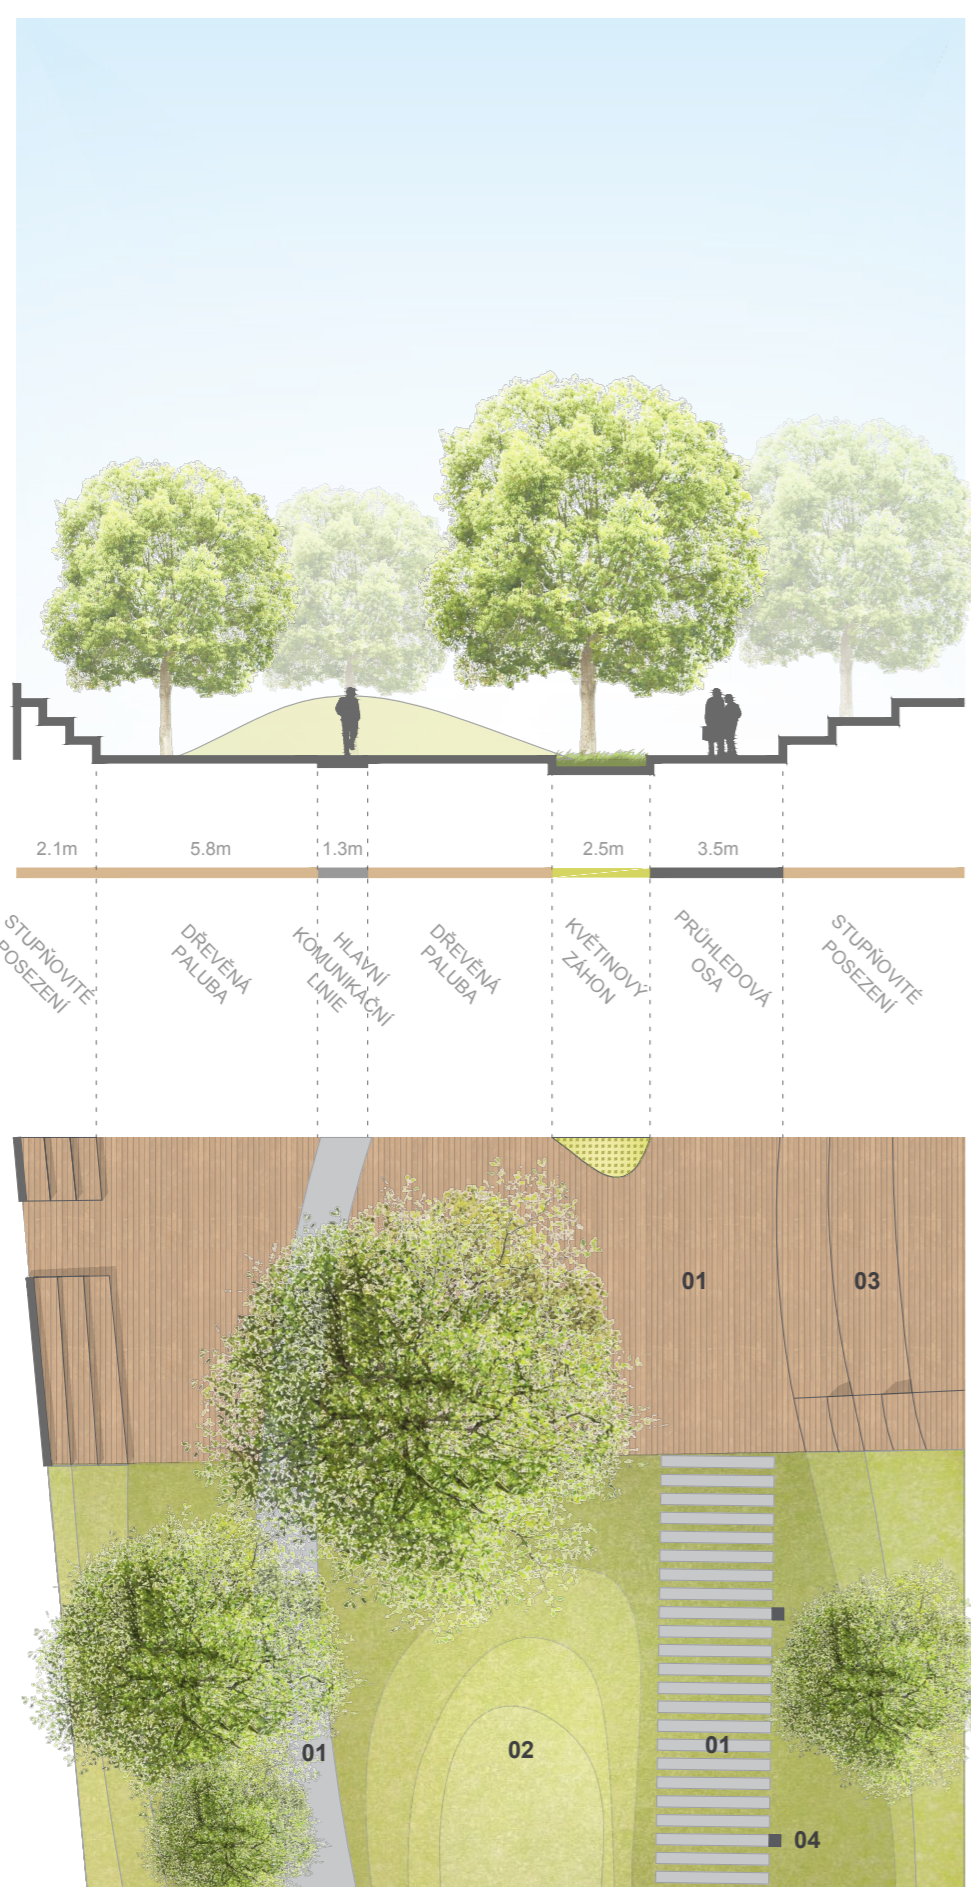 2.1m 5.8m 1.3m 2.5m 3.5m
STUPŇOVITÉ
POSEZENÍ
DŘEVĚNÁ
PALUBA
HLAVNÍ
KOMUNIKAČNÍ
LINIE
DŘEVĚNÁ
PALUBA
KVĚTINOVÝ
ZÁHON
PRŮHLEDOVÁ
OSA
STUPŇOVITÉ
POSEZENÍ
01 03
01 02 01
04